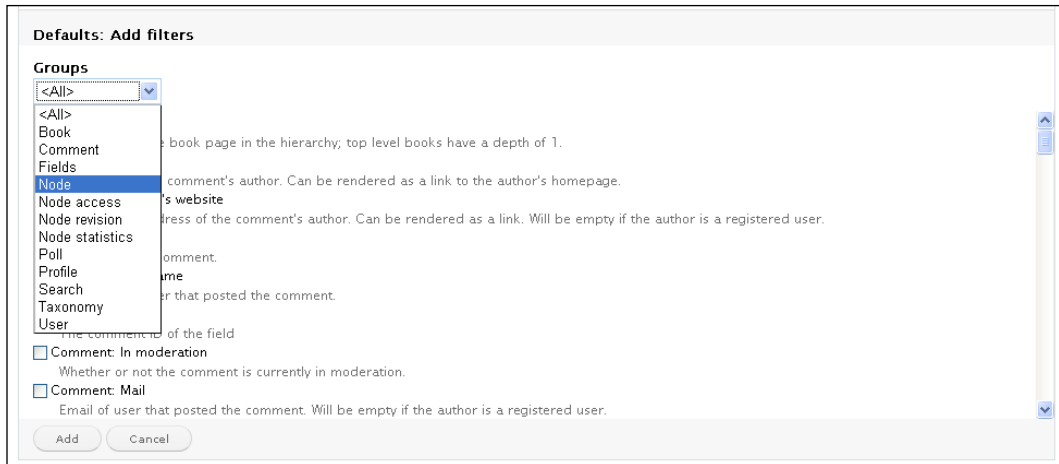 Defaults: Add filters
Groups
<All>
<All>
Book
Comment
Fields
Node
Node access
Node revision
Node statistics
Poll
Profile
Search
Taxonomy
User
book page in the hierarchy; top level books have a depth of 1.
comment's author. Can be rendered as a link to the author's homepage.
's website
dress of the comment's author. Can be rendered as a link. Will be empty if the author is a registered user.
omment.
ame
er that posted the comment.
The comment ID of the field
Comment: In moderation
Whether or not the comment is currently in moderation.
Comment: Mail
Email of user that posted the comment. Will be empty if the author is a registered user.
Add Cancel